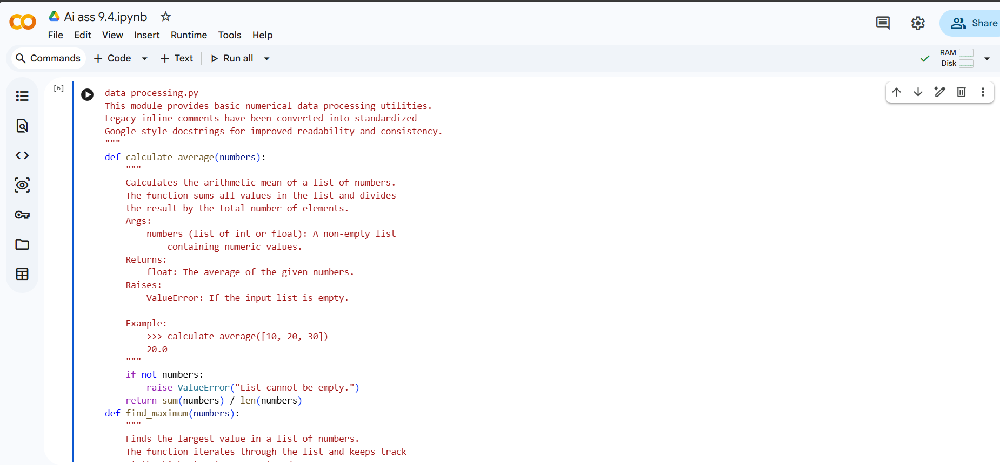 Ai ass 9.4.ipynb
File Edit View Insert Runtime Tools Help
Share
Commands + Code + Text Run all
RAM
Disk
[6]
data_processing.py
This module provides basic numerical data processing utilities.
Legacy inline comments have been converted into standardized
Google-style docstrings for improved readability and consistency.
"""
def calculate_average(numbers):
    """
    Calculates the arithmetic mean of a list of numbers.
    The function sums all values in the list and divides
    the result by the total number of elements.
    Args:
        numbers (list of int or float): A non-empty list
            containing numeric values.
    Returns:
        float: The average of the given numbers.
    Raises:
        ValueError: If the input list is empty.

    Example:
        >>> calculate_average([10, 20, 30])
        20.0
    """
    if not numbers:
        raise ValueError("List cannot be empty.")
    return sum(numbers) / len(numbers)
def find_maximum(numbers):
    """
    Finds the largest value in a list of numbers.
    The function iterates through the list and keeps track